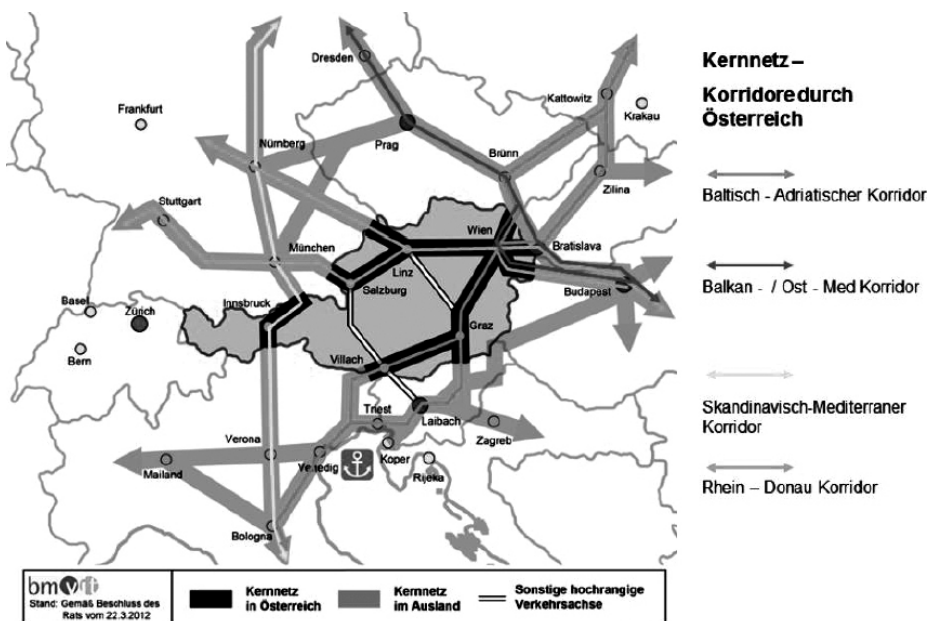 Dresden
Kattowitz
Krakau
Frankfurt
Nürnberg
Prag
Brünn
Zilina
Stuttgart
Wien
Bratislava
München
Linz
Salzburg
Budapest
Basel
Zürich
Innsbruck
Bern
Graz
Villach
Triest
Laibach
Zagreb
Verona
Mailand
Venedig
Koper
Rijeka
Bologna
Kernnetz –
Korridore durch
Österreich
Baltisch - Adriatischer Korridor
Balkan - / Ost - Med Korridor
Skandinavisch-Mediterraner
Korridor
Rhein – Donau Korridor
bmvit
Stand: Gemäß Beschluss des
Rats vom 22.3.2012
Kernnetz
in Österreich
Kernnetz
im Ausland
Sonstige hochrangige
Verkehrsachse